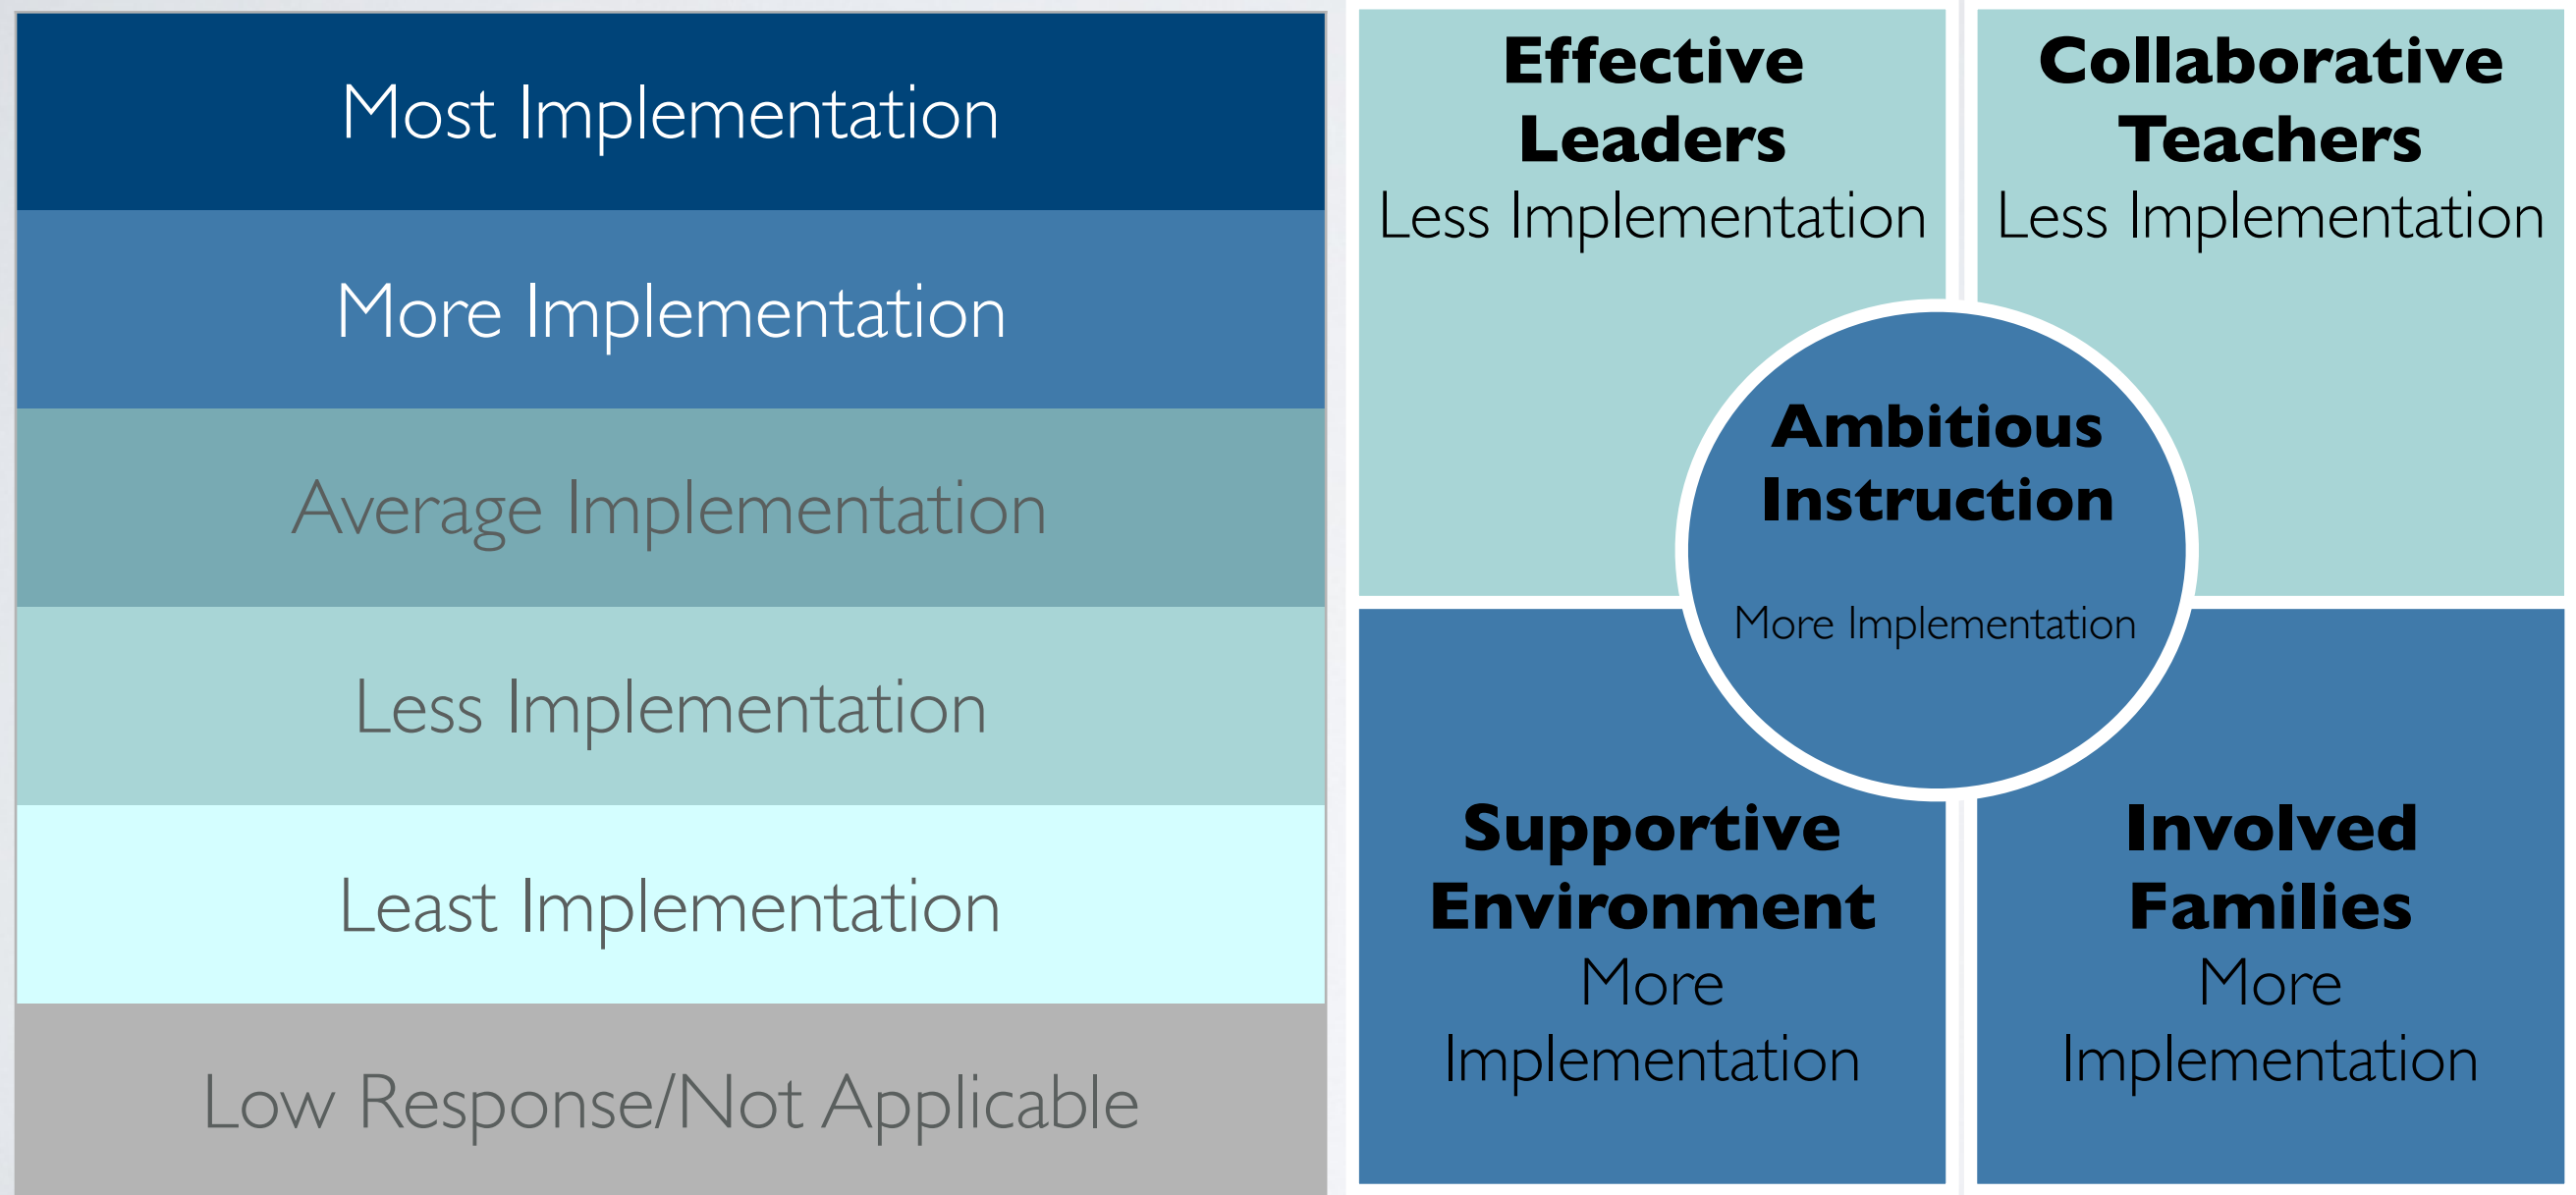 Most Implementation
More Implementation
Average Implementation
Less Implementation
Least Implementation
Low Response/Not Applicable
Effective
Leaders
Less Implementation
Collaborative
Teachers
Less Implementation
Ambitious
Instruction
More Implementation
Supportive
Environment
More
Implementation
Involved
Families
More
Implementation